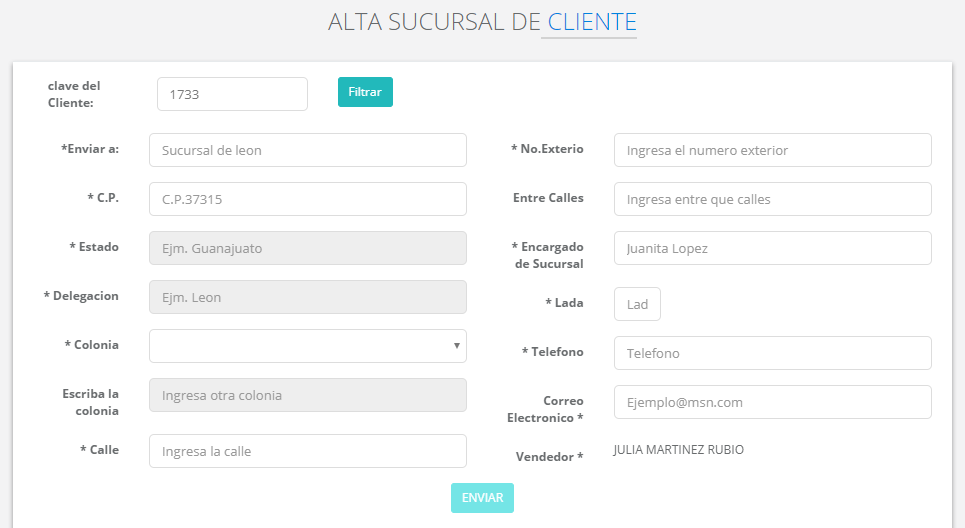 ALTA SUCURSAL DE CLIENTE
clave del
Cliente:
1733
Filtrar
*Enviar a:
Sucursal de leon
* C.P.
C.P.37315
* Estado
Ejm. Guanajuato
* Delegacion
Ejm. Leon
* Colonia
Escriba la
colonia
Ingresa otra colonia
* Calle
Ingresa la calle
* No.Exterio
Ingresa el numero exterior
Entre Calles
Ingresa entre que calles
* Encargado
de Sucursal
Juanita Lopez
* Lada
Lad
* Telefono
Telefono
Correo
Electronico *
Ejemplo@msn.com
Vendedor *
JULIA MARTINEZ RUBIO
ENVIAR